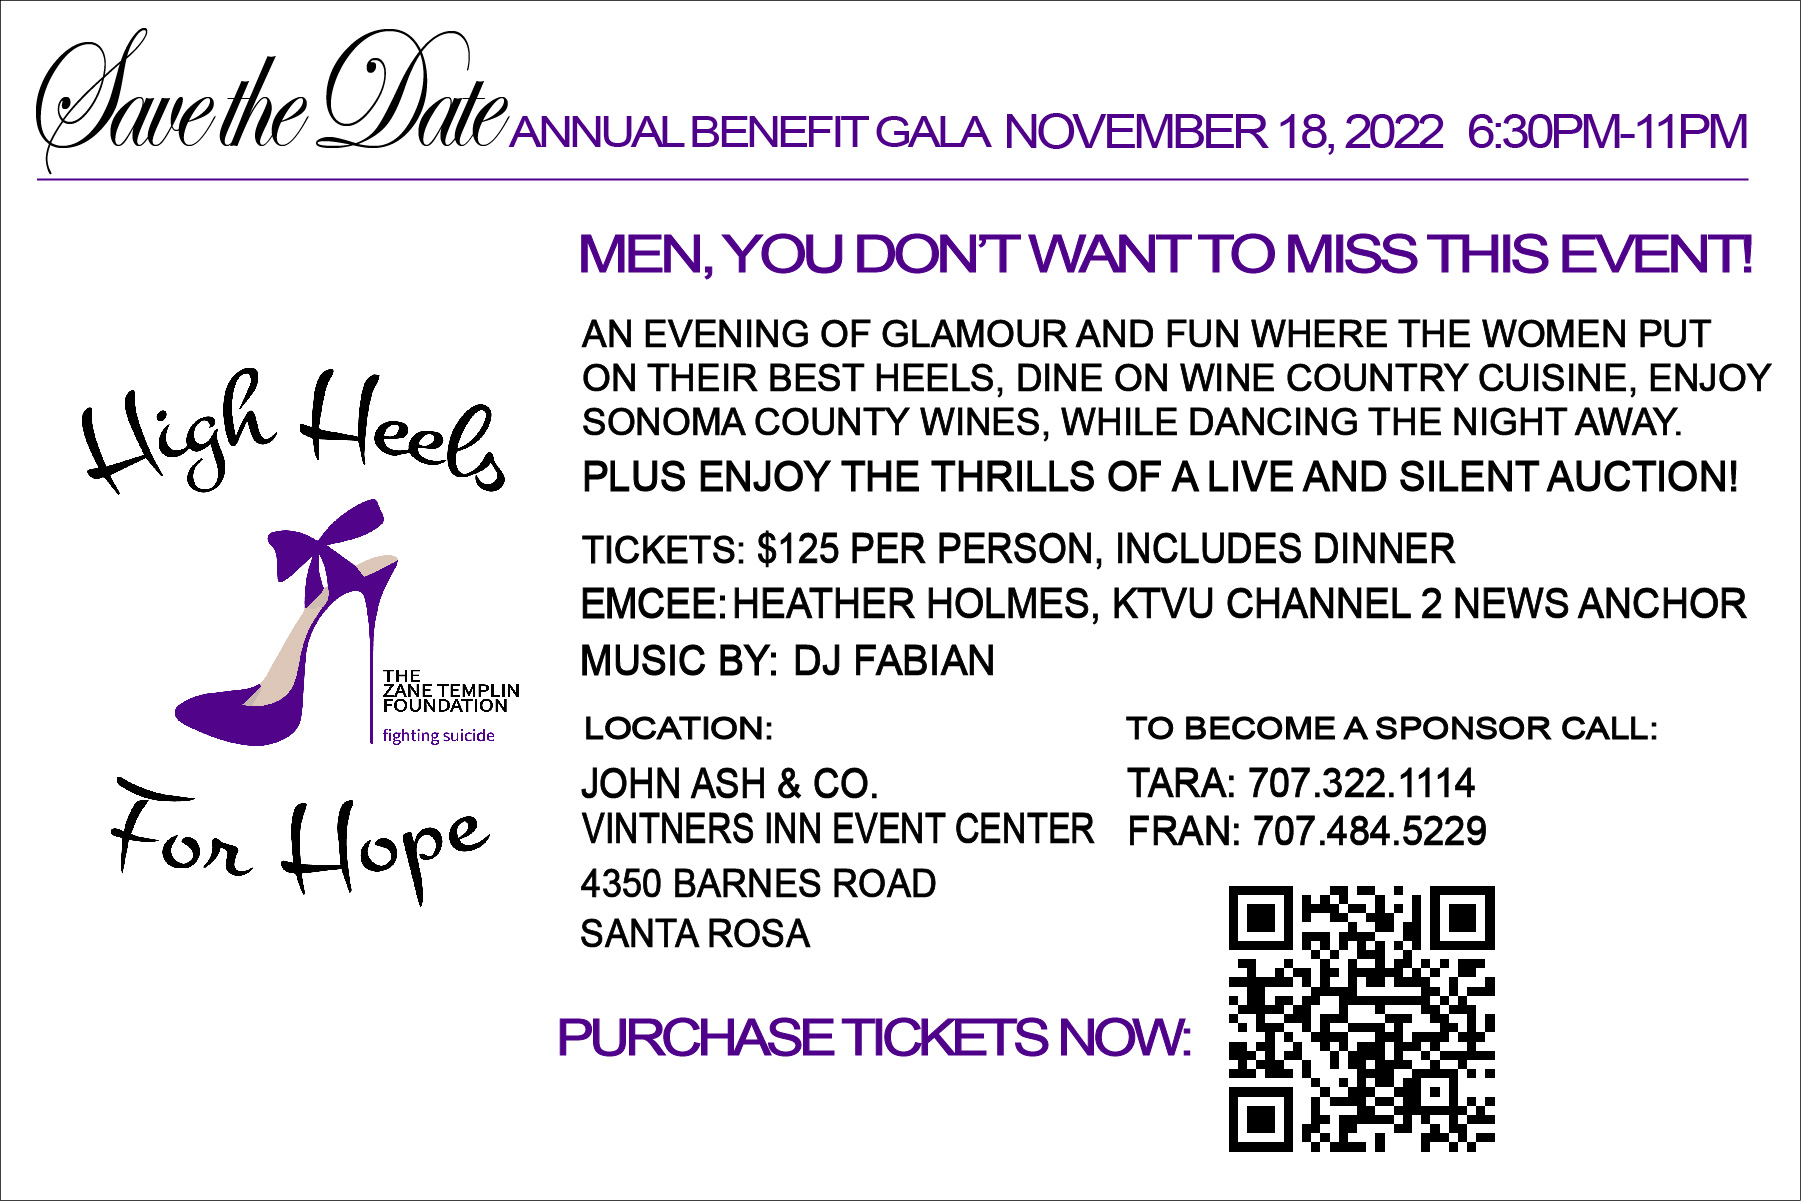 Save the Date ANNUAL BENEFIT GALA NOVEMBER 18, 2022 6:30PM-11PM
MEN, YOU DON'T WANT TO MISS THIS EVENT!
AN EVENING OF GLAMOUR AND FUN WHERE THE WOMEN PUT
ON THEIR BEST HEELS, DINE ON WINE COUNTRY CUISINE, ENJOY
SONOMA COUNTY WINES, WHILE DANCING THE NIGHT AWAY.
PLUS ENJOY THE THRILLS OF A LIVE AND SILENT AUCTION!
High Heels
THE
ZANE TEMPLIN
FOUNDATION
fighting suicide
For Hope
TICKETS: $125 PER PERSON, INCLUDES DINNER
EMCEE: HEATHER HOLMES, KTVU CHANNEL 2 NEWS ANCHOR
MUSIC BY: DJ FABIAN
LOCATION:
JOHN ASH & CO.
VINTNERS INN EVENT CENTER
4350 BARNES ROAD
SANTA ROSA
TO BECOME A SPONSOR CALL:
TARA: 707.322.1114
FRAN: 707.484.5229
PURCHASE TICKETS NOW: